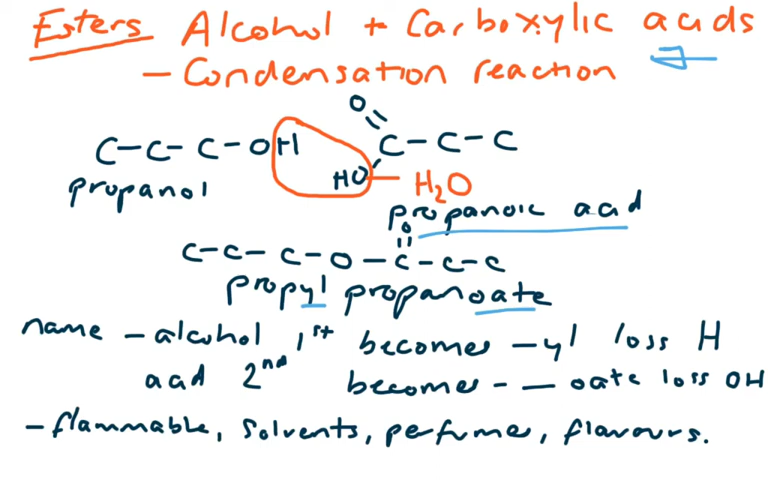 Esters Alcohol + Carboxylic acids
- Condensation reaction
O
C - C - C - OH C - C - C
HO - H₂O
propanol
propanoic acid
O
C - C - C - O - C - C - C
propyl propanoate
name - alcohol 1st becomes - yl loss H
acid 2nd becomes - - oate loss OH
- flammable, solvents, perfumes, flavours.